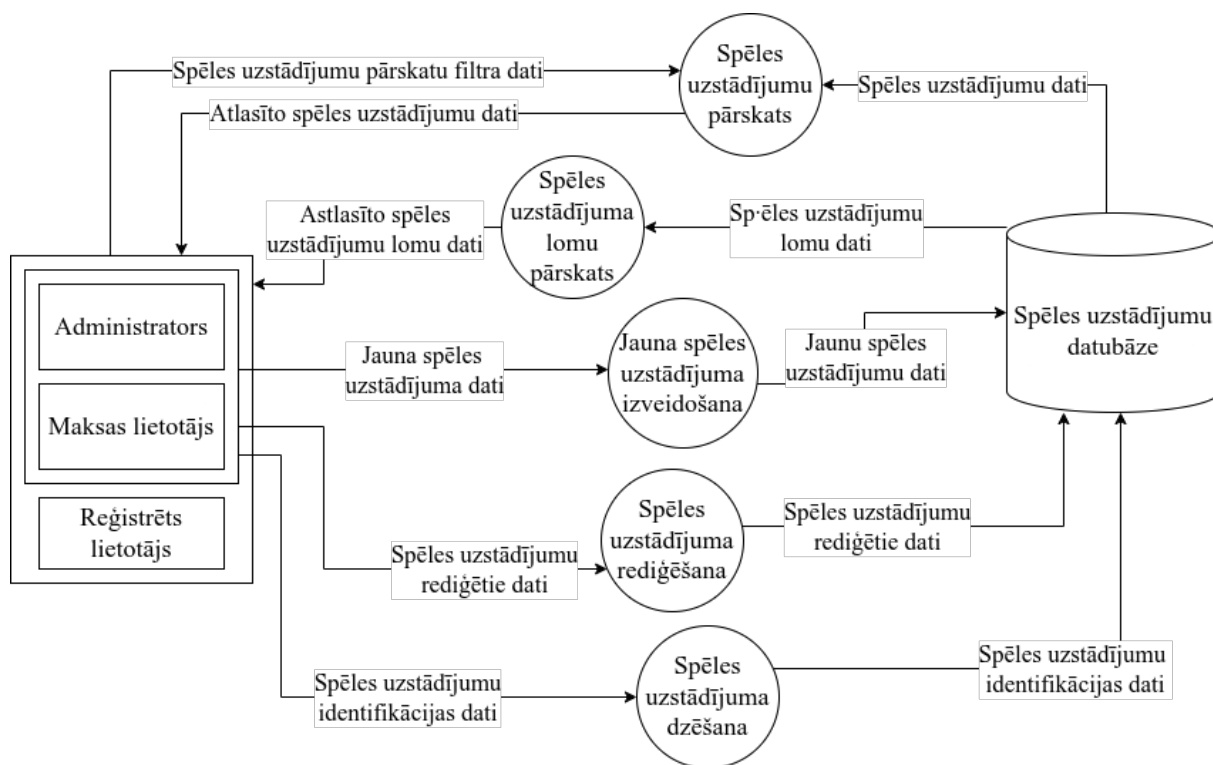 Spēles
uzstādījumu
pārskats
Spēles uzstādījumu pārskatu filtra dati
Spēles uzstādījumu dati
Atlasīto spēles uzstādījumu dati
Spēles
uzstādījuma
lomu
pārskats
Astlasīto spēles
uzstādījumu lomu dati
Sp·ēles uzstādījumu
lomu dati
Administrators
Maksas lietotājs
Reģistrēts
lietotājs
Spēles uzstādījumu
datubāze
Jauna spēles
uzstādījuma dati
Jauna spēles
uzstādījuma
izveidošana
Jaunu spēles
uzstādījumu dati
Spēles uzstādījumu
rediģētie dati
Spēles
uzstādījuma
rediģēšana
Spēles uzstādījumu
rediģētie dati
Spēles uzstādījumu
identifikācijas dati
Spēles
uzstādījuma
dzēšana
Spēles uzstādījumu
identifikācijas dati